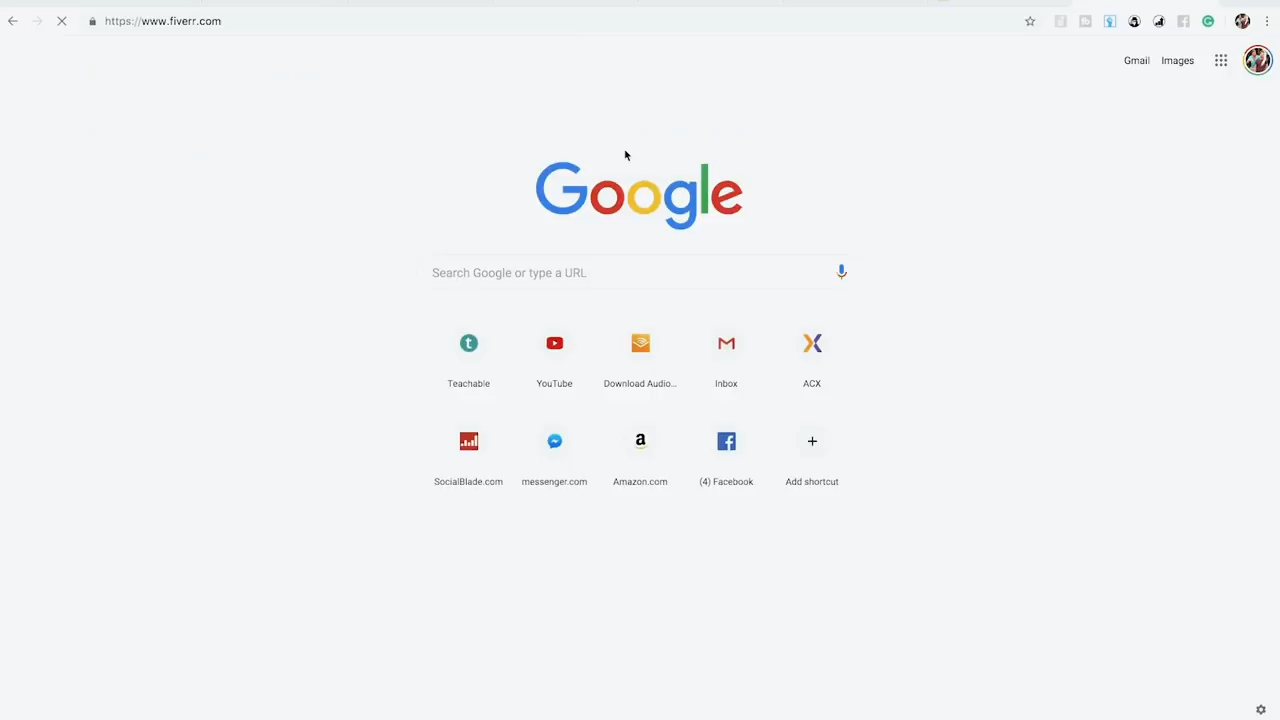 https://www.fiverr.com
Gmail Images
Google
Search Google or type a URL
Teachable YouTube Download Audio... Inbox ACX
SocialBlade.com messenger.com Amazon.com (4) Facebook Add shortcut